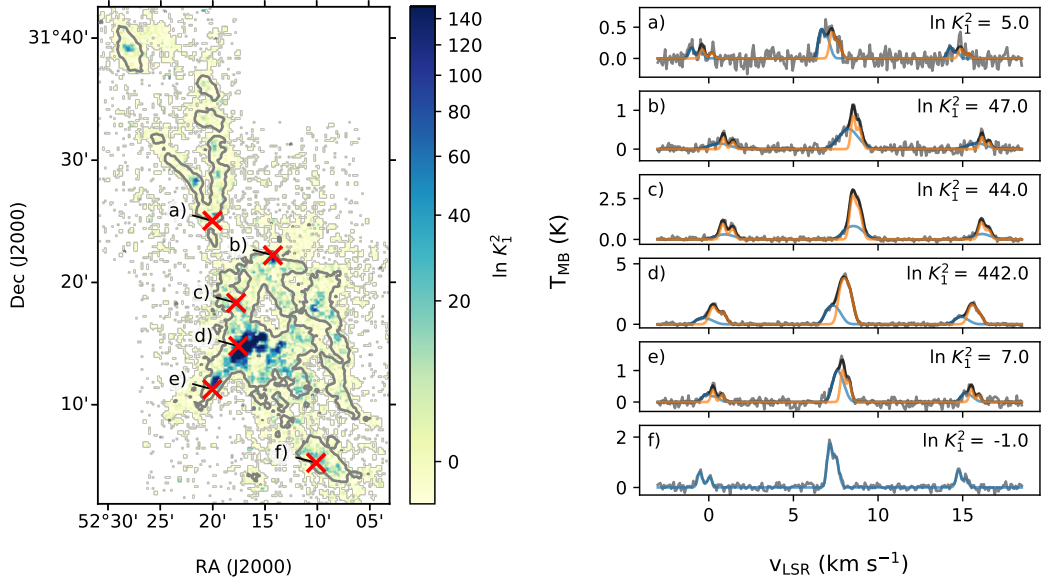 31°40'
30'
20'
10'
Dec (J2000)
52°30'
25'
20'
15'
10'
05'
RA (J2000)
a)
b)
c)
d)
e)
f)
140
120
100
80
60
40
20
0
ln K₁²
a)
ln K₁² = 5.0
0.5
0.0
b)
ln K₁² = 47.0
1
0
c)
ln K₁² = 44.0
2.5
0.0
d)
ln K₁² = 442.0
5
0
e)
ln K₁² = 7.0
1
0
f)
ln K₁² = -1.0
2
0
T_MB (K)
0
5
10
15
v_LSR (km s⁻¹)